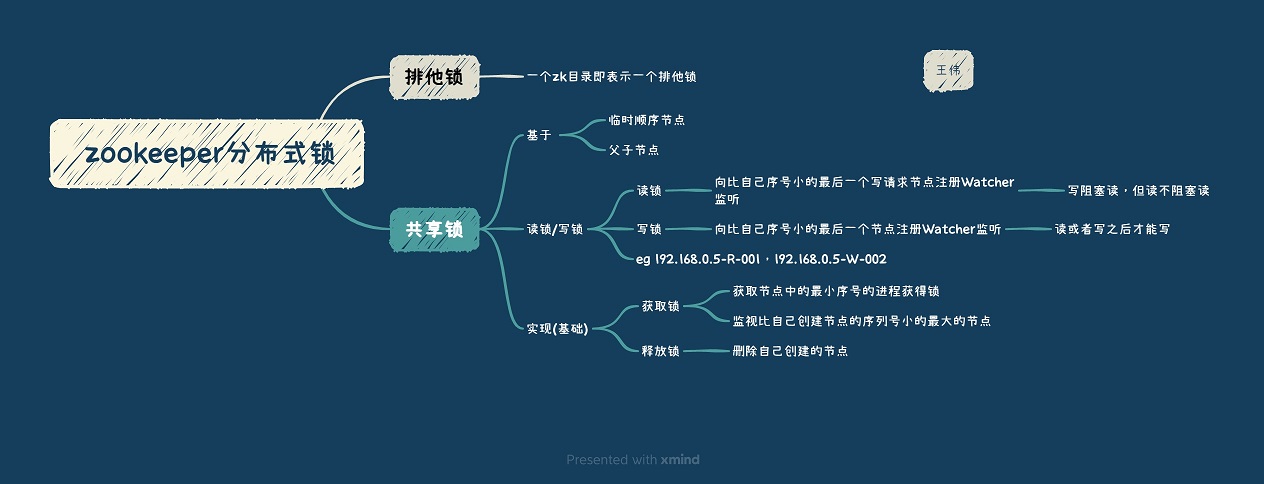 排他锁
一个zk目录即表示一个排他锁
王伟
zookeeper分布式锁
基于
临时顺序节点
父子节点
共享锁
读锁/写锁
读锁
向比自己序号小的最后一个写请求节点注册Watcher
监听
写阻塞读，但读不阻塞读
写锁
向比自己序号小的最后一个节点注册Watcher监听
读或者写之后才能写
eg 192.168.0.5-R-001，192.168.0.5-W-002
实现(基础)
获取锁
获取节点中的最小序号的进程获得锁
监视比自己创建节点的序列号小的最大的节点
释放锁
删除自己创建的节点
Presented with xmind